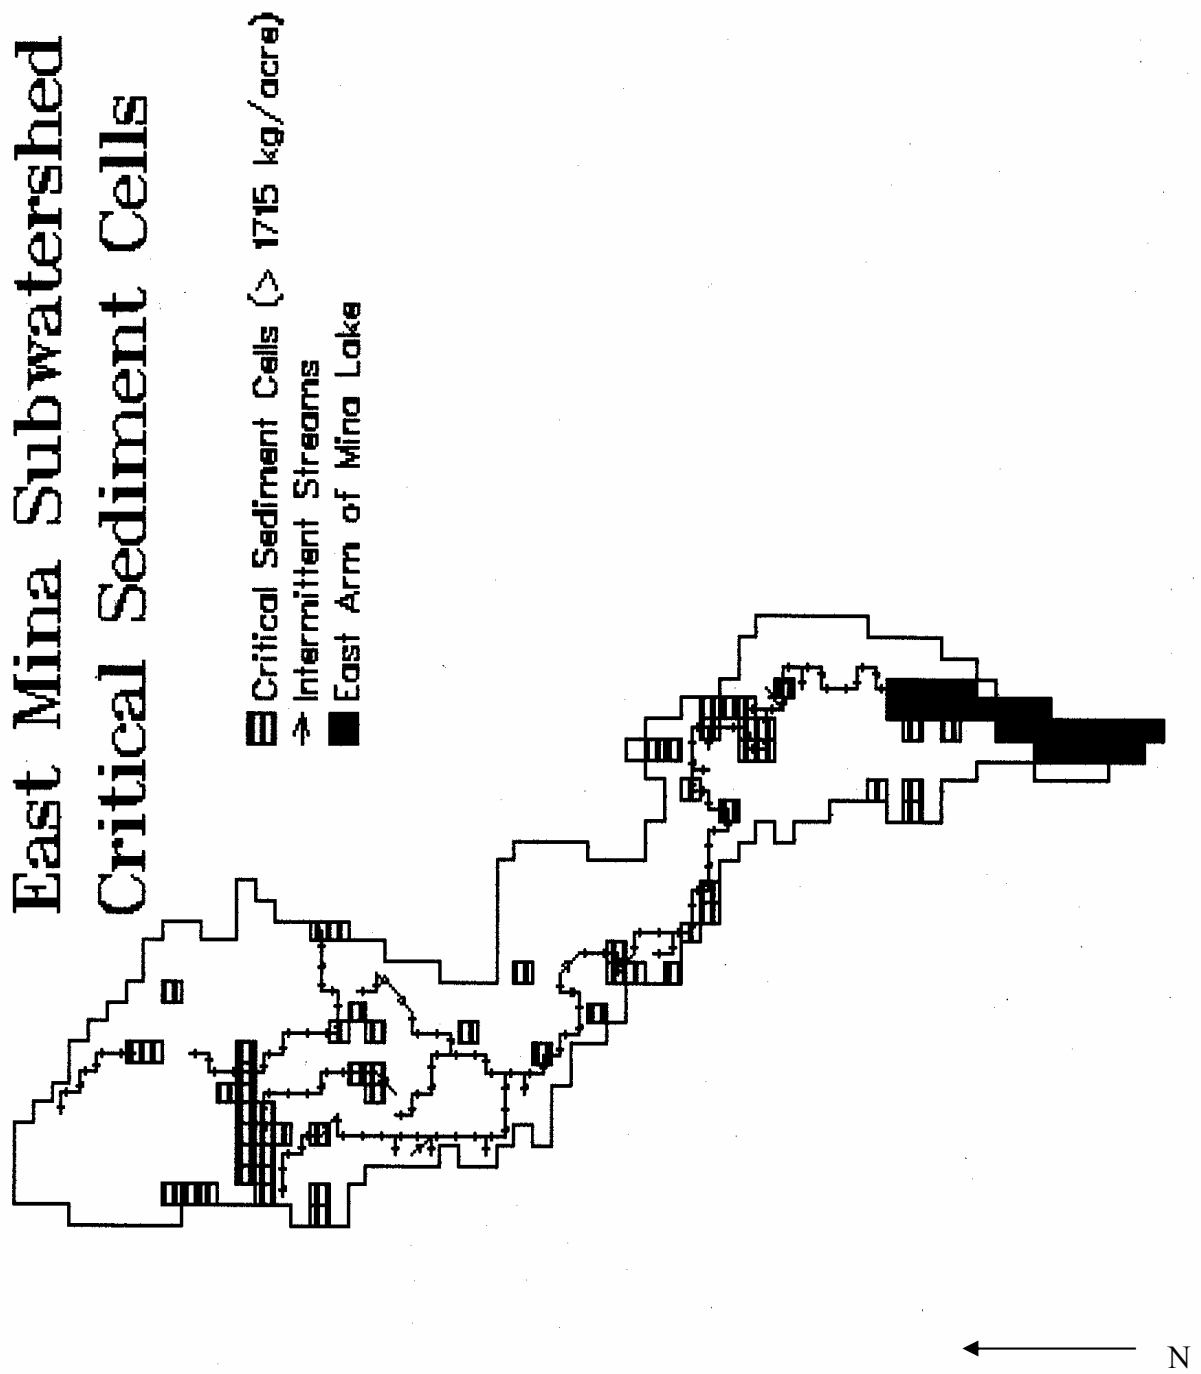 East Mina Subwatershed
Critical Sediment Cells
Critical Sediment Cells (> 1715 kg/acre)
Intermittent Streams
East Arm of Mina Lake
N